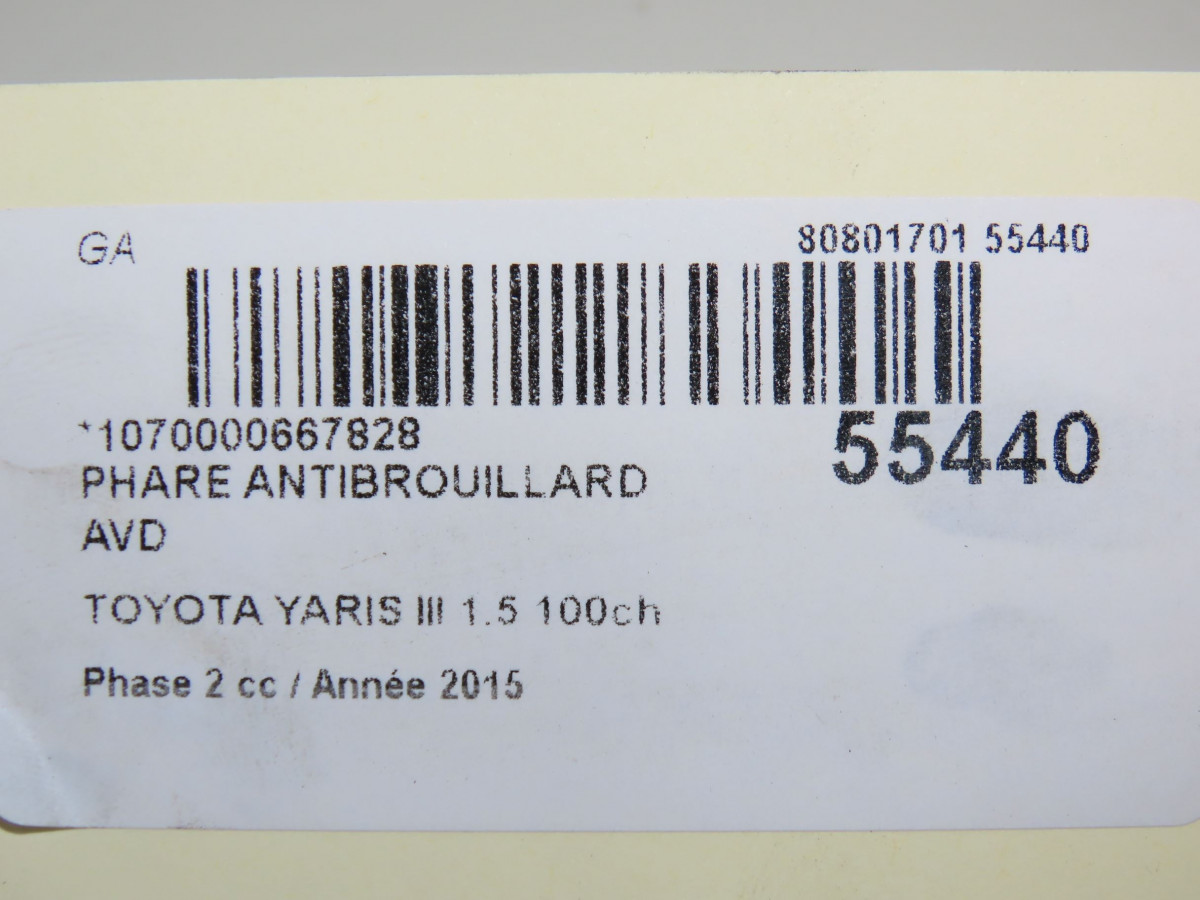 GA 80801701 55440
*1070000667828 55440
PHARE ANTIBROUILLARD
AVD
TOYOTA YARIS III 1.5 100ch
Phase 2 cc / Année 2015